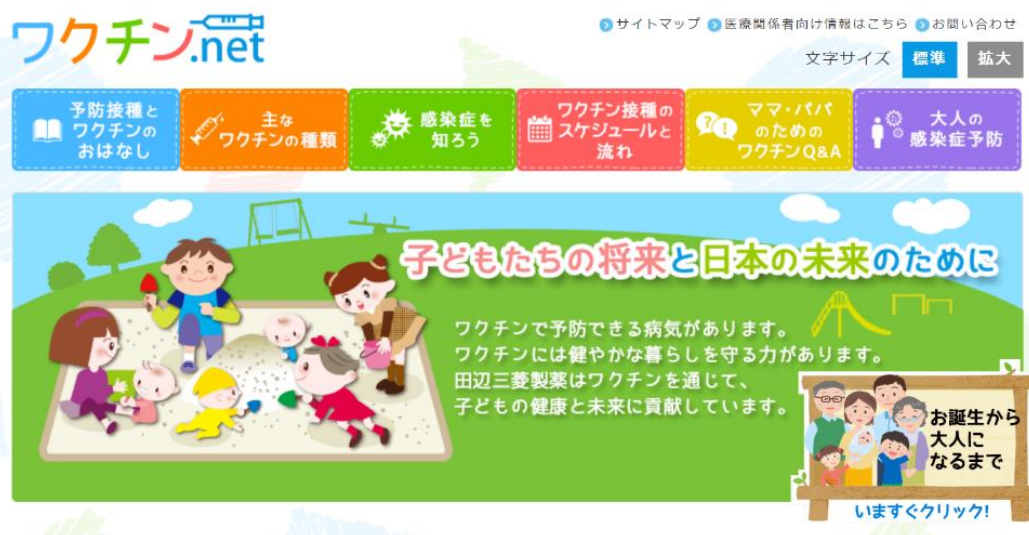 ワクチン.net
サイトマップ 医療関係者向け情報はこちら お問い合わせ
文字サイズ 標準 拡大
予防接種と
ワクチンの
おはなし
主な
ワクチンの種類
感染症を
知ろう
ワクチン接種の
スケジュールと
流れ
ママ・パパ
のための
ワクチンQ&A
大人の
感染症予防
子どもたちの将来と日本の未来のために
ワクチンで予防できる病気があります。
ワクチンには健やかな暮らしを守る力があります。
田辺三菱製薬はワクチンを通じて、
子どもの健康と未来に貢献しています。
お誕生から
大人に
なるまで
いますぐクリック!